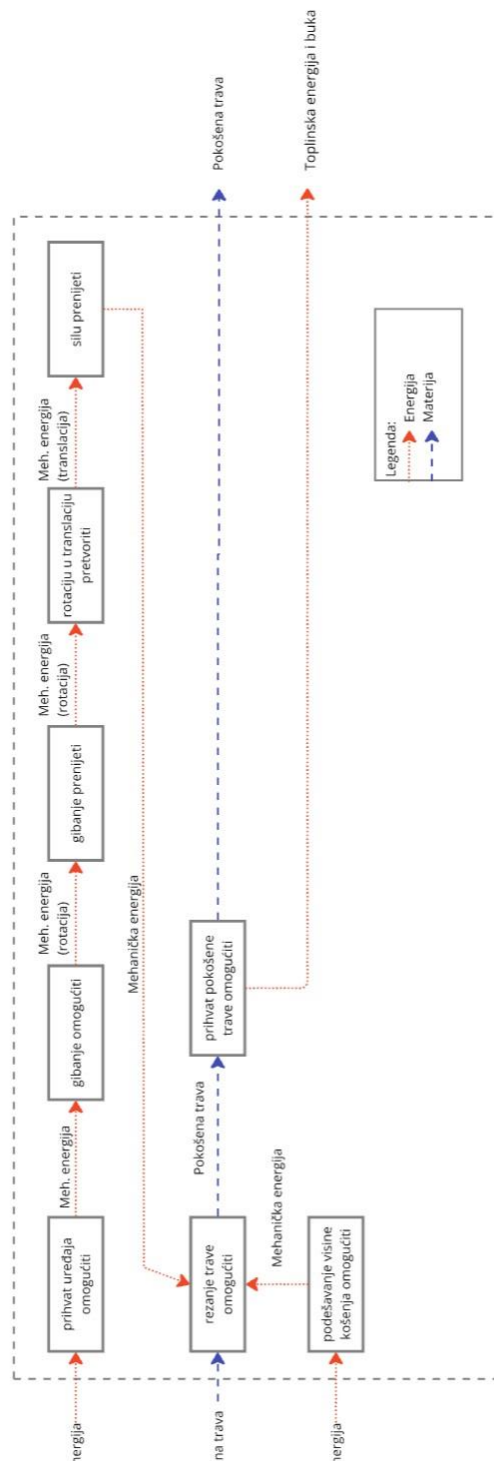 nergija
prihvat uređaja
omogućiti
Meh. energija
gibanje omogućiti
Meh. energija
(rotacija)
gibanje prenijeti
Meh. energija
(rotacija)
rotaciju u translaciju
pretvoriti
Meh. energija
(translacija)
silu prenijeti
Mehanička energija
na trava
rezanje trave
omogućiti
Pokošena trava
prihvat pokošene
trave omogućiti
Pokošena trava
nergija
podešavanje visine
košenja omogućiti
Mehanička energija
Toplinska energija i buka
Legenda:
Energija
Materija